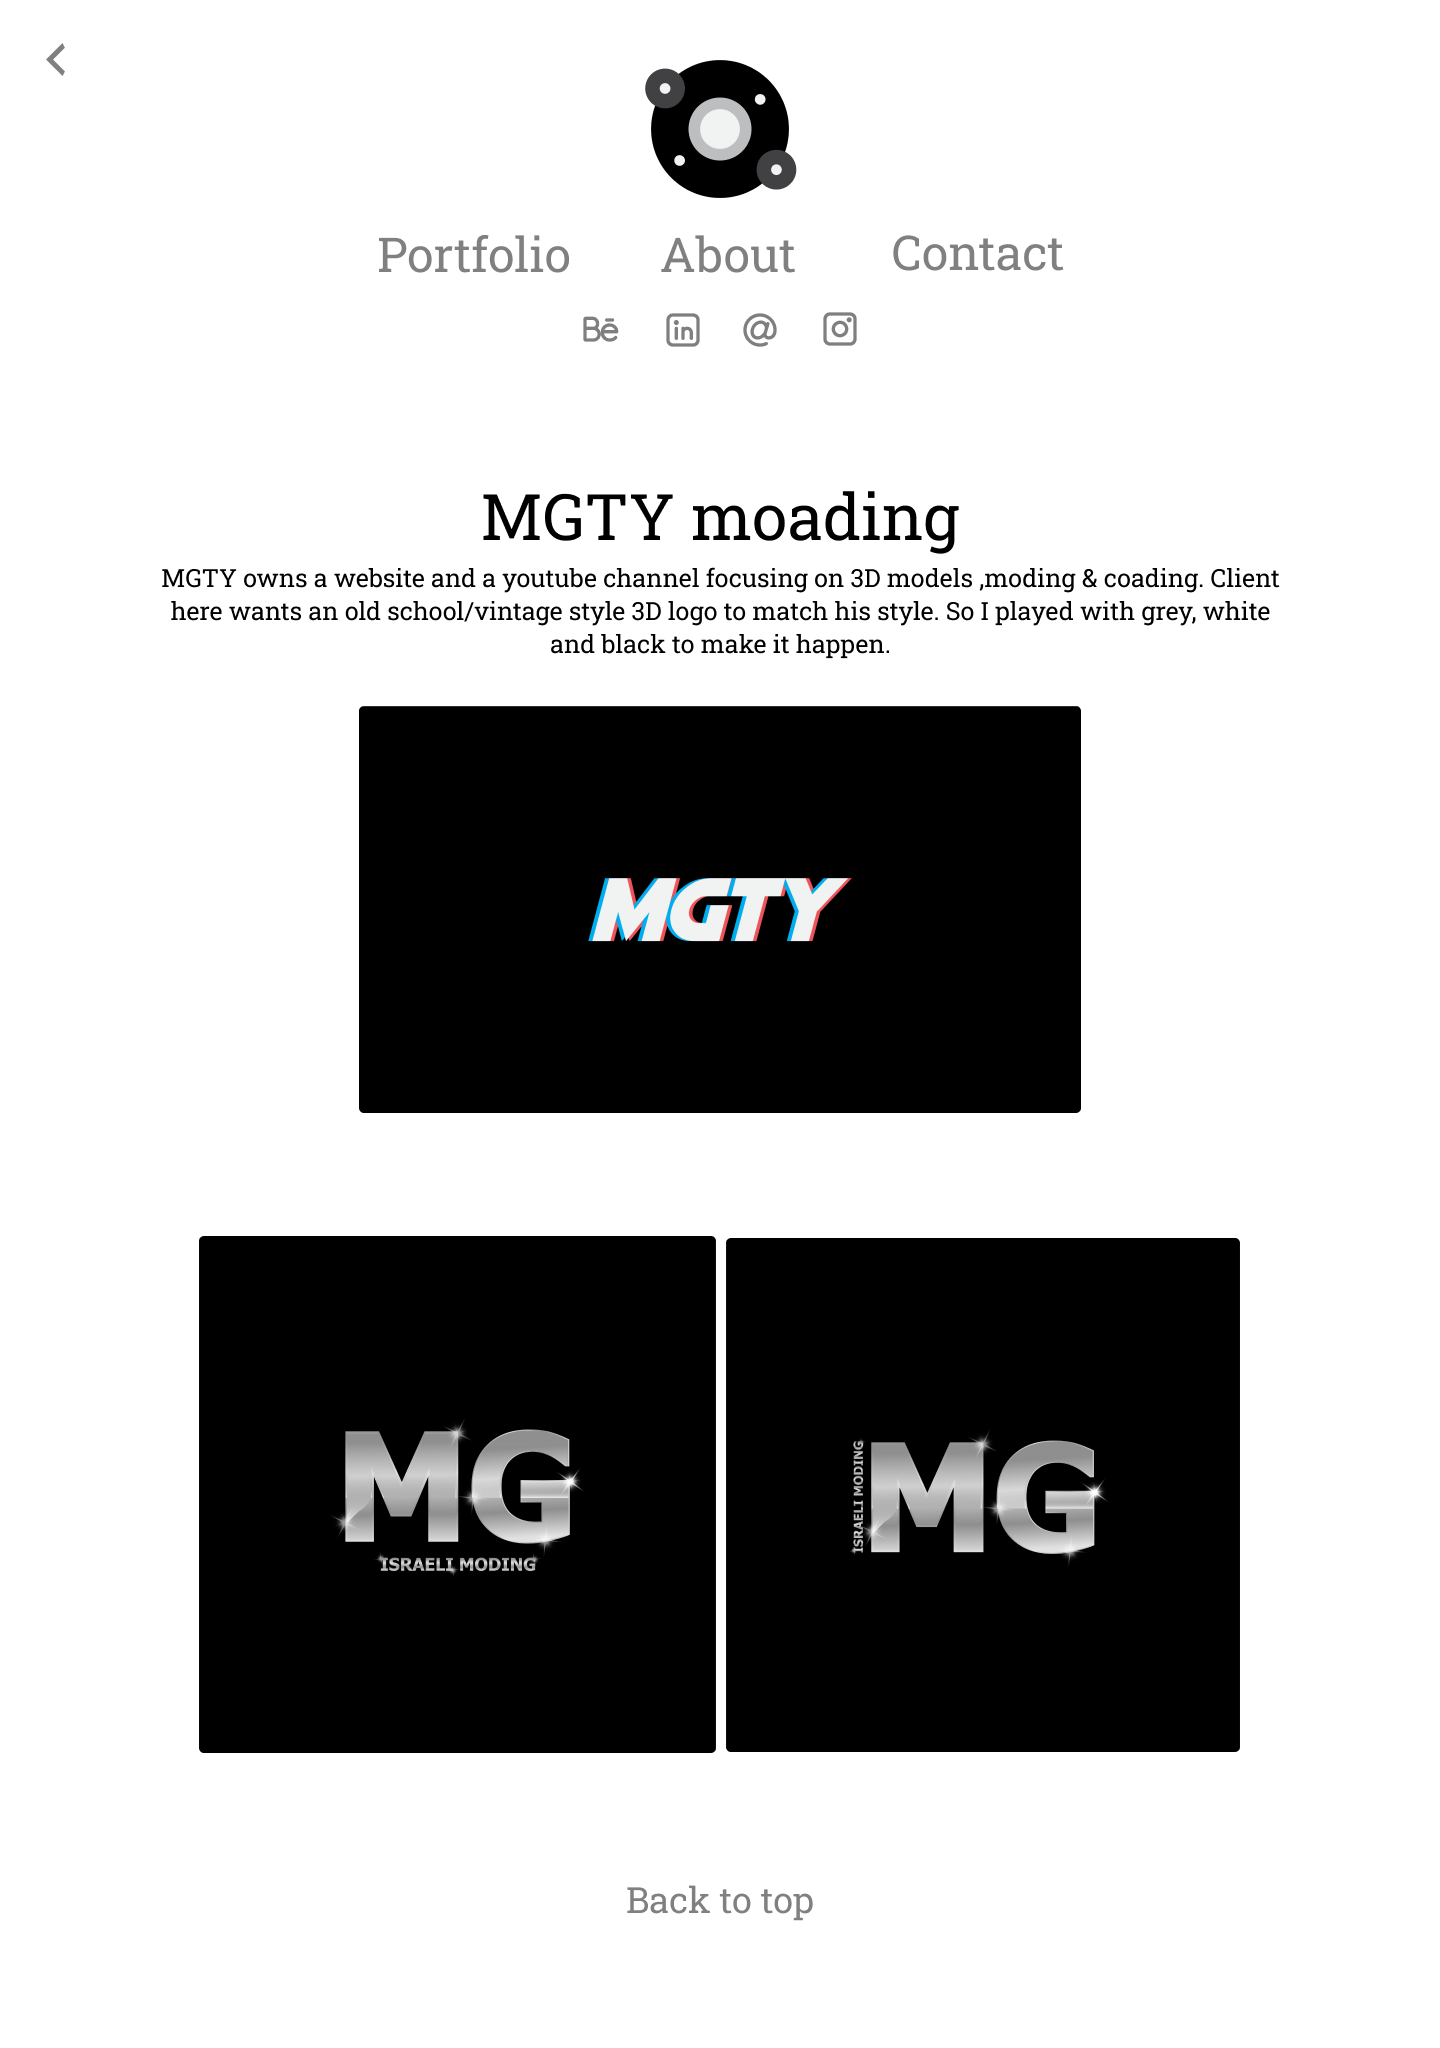 Portfolio About Contact
Bē in @
MGTY moading
MGTY owns a website and a youtube channel focusing on 3D models ,moding & coading. Client
here wants an old school/vintage style 3D logo to match his style. So I played with grey, white
and black to make it happen.
MGTY
MG
ISRAELI MODING
ISRAELI MODING
MG
Back to top